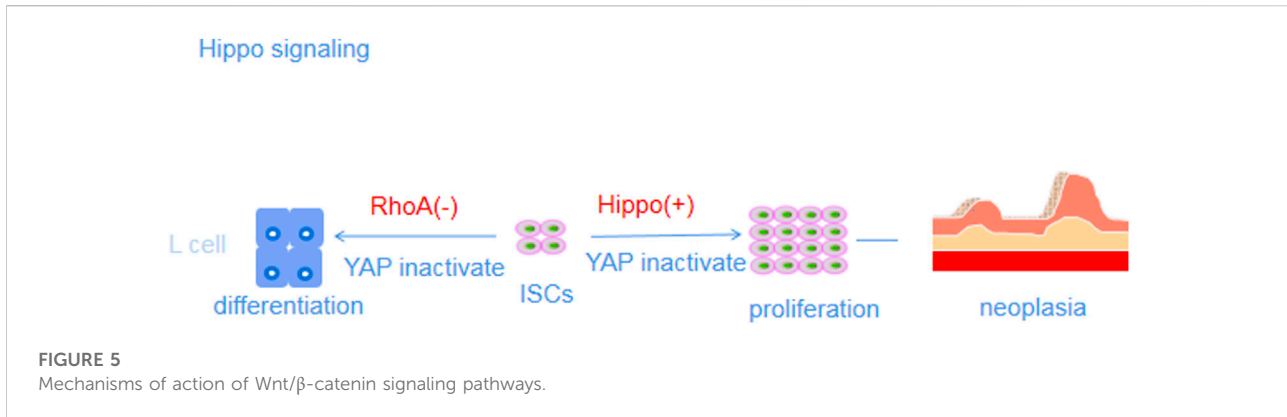 Hippo signaling
RhoA(-)
Hippo(+)
L cell
YAP inactivate
YAP inactivate
ISCs
differentiation
proliferation
neoplasia
FIGURE 5
Mechanisms of action of Wnt/β-catenin signaling pathways.